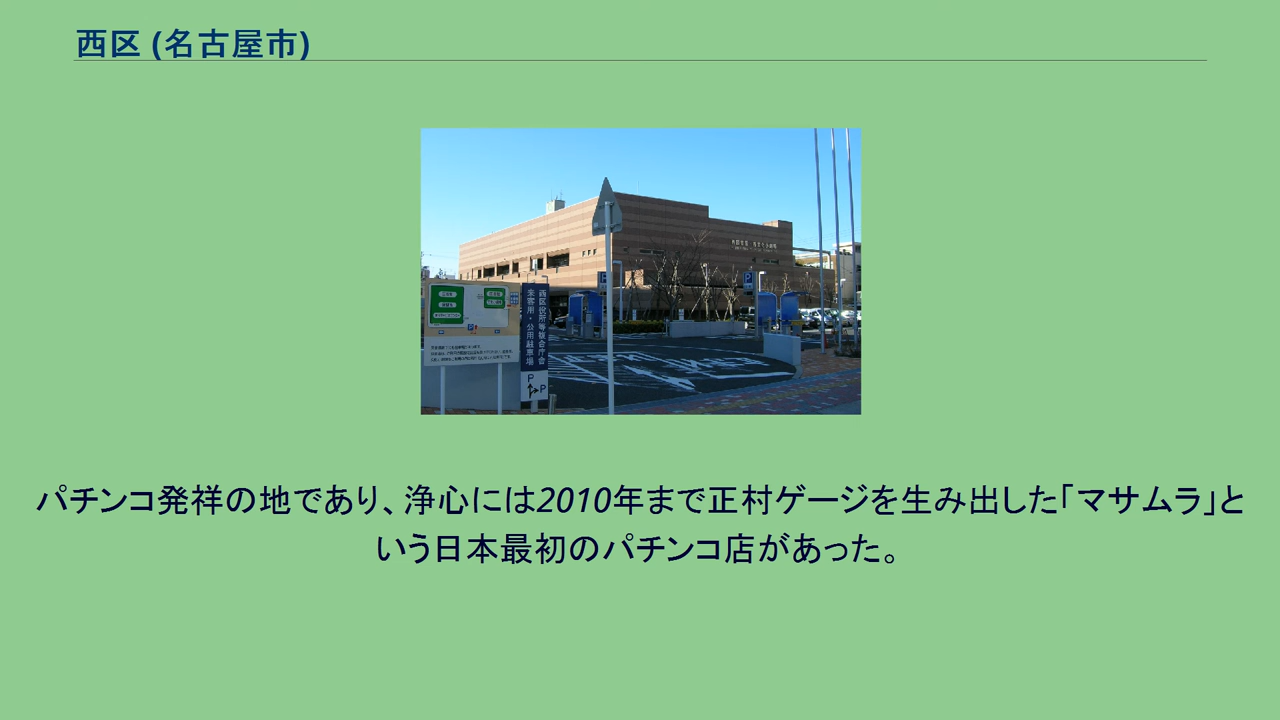 西区 (名古屋市)
西区役所等複合庁舎
来客用・公用駐車場
P
P
P
パチンコ発祥の地であり、浄心には2010年まで正村ゲージを生み出した「マサムラ」と
いう日本最初のパチンコ店があった。